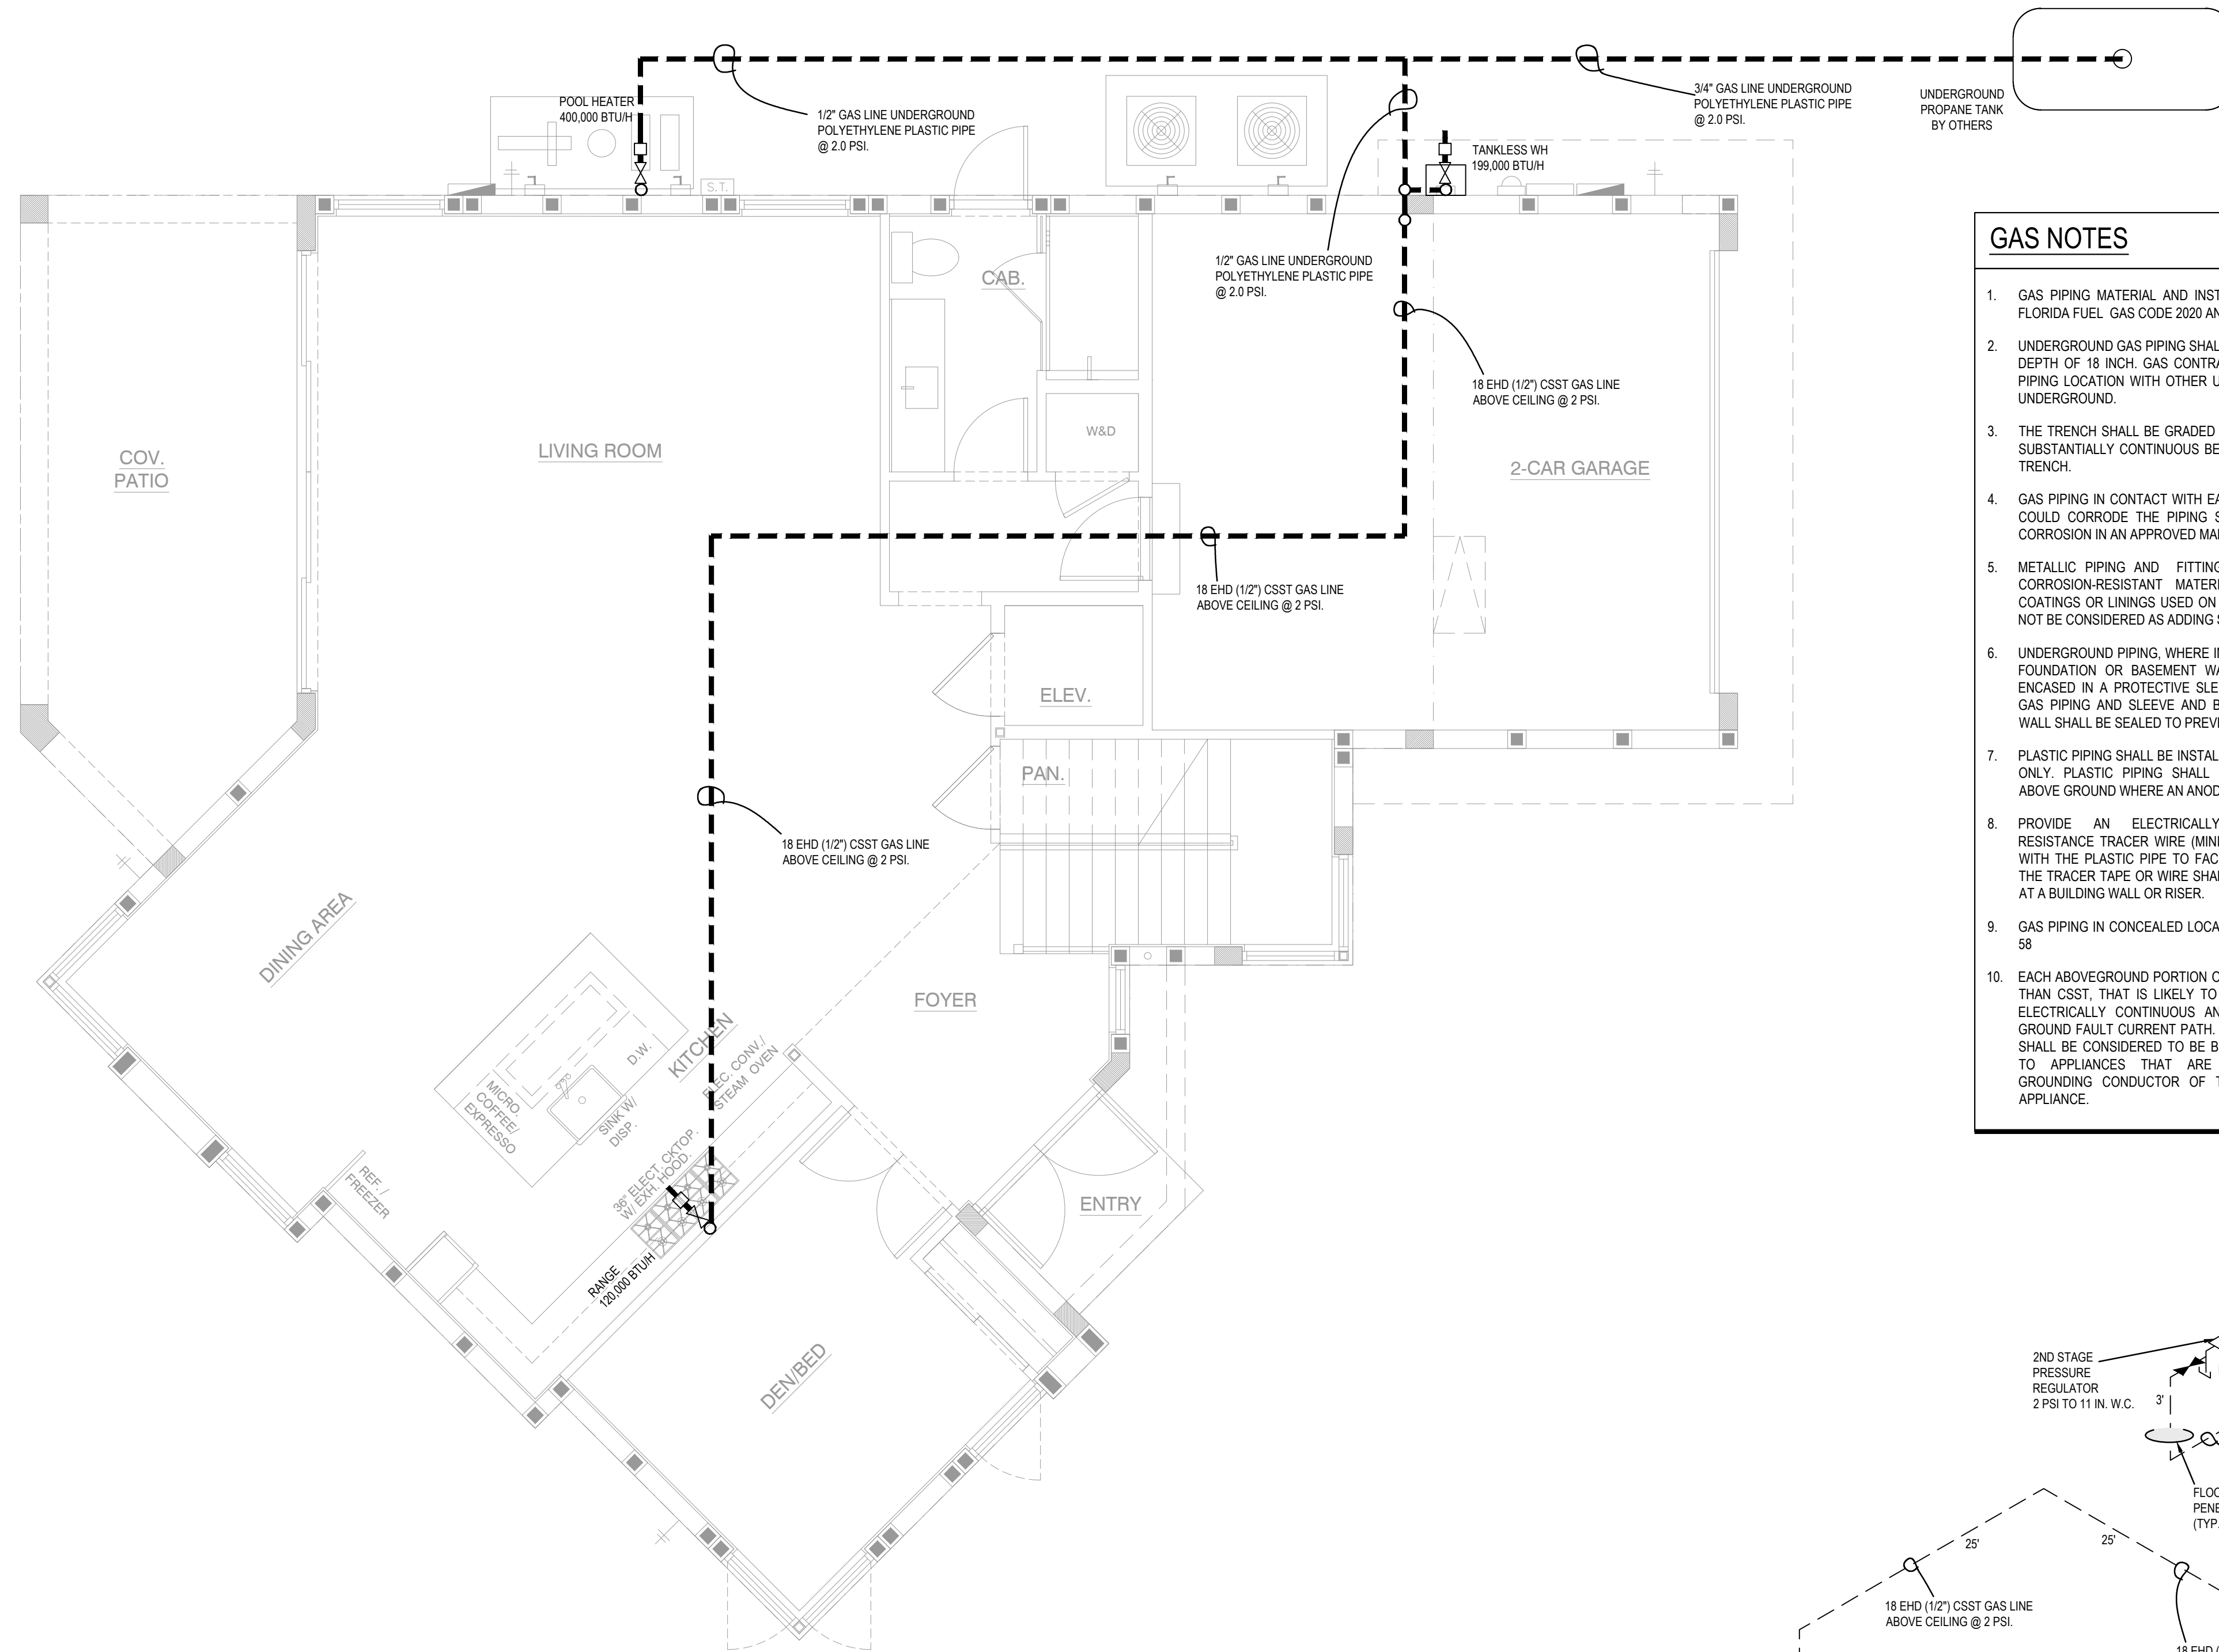 POOL HEATER
400,000 BTU/H
1/2" GAS LINE UNDERGROUND
POLYETHYLENE PLASTIC PIPE
@ 2.0 PSI.
3/4" GAS LINE UNDERGROUND
POLYETHYLENE PLASTIC PIPE
@ 2.0 PSI.
UNDERGROUND
PROPANE TANK
BY OTHERS
TANKLESS WH
199,000 BTU/H
S.T.
1/2" GAS LINE UNDERGROUND
POLYETHYLENE PLASTIC PIPE
@ 2.0 PSI.
CAB.
18 EHD (1/2") CSST GAS LINE
ABOVE CEILING @ 2 PSI.
W&D
COV.
PATIO
LIVING ROOM
2-CAR GARAGE
18 EHD (1/2") CSST GAS LINE
ABOVE CEILING @ 2 PSI.
ELEV.
PAN.
18 EHD (1/2") CSST GAS LINE
ABOVE CEILING @ 2 PSI.
DINING AREA
FOYER
KITCHEN
D.W.
ELEC. CONV./
STEAM OVEN
MICRO.
COFFEE/
EXPRESSO
SINK W/
DISP.
36" ELECT. CKTOP.
W/ EXH. HOOD.
REF. /
FREEZER
ENTRY
RANGE
120,000 BTU/H
DEN/BED
GAS NOTES
1. GAS PIPING MATERIAL AND INST
FLORIDA FUEL GAS CODE 2020 AN
2. UNDERGROUND GAS PIPING SHAL
DEPTH OF 18 INCH. GAS CONTRA
PIPING LOCATION WITH OTHER U
UNDERGROUND.
3. THE TRENCH SHALL BE GRADED
SUBSTANTIALLY CONTINUOUS BE
TRENCH.
4. GAS PIPING IN CONTACT WITH EA
COULD CORRODE THE PIPING S
CORROSION IN AN APPROVED MA
5. METALLIC PIPING AND FITTING
CORROSION-RESISTANT MATERI
COATINGS OR LININGS USED ON
NOT BE CONSIDERED AS ADDING S
6. UNDERGROUND PIPING, WHERE IN
FOUNDATION OR BASEMENT WA
ENCASED IN A PROTECTIVE SLE
GAS PIPING AND SLEEVE AND B
WALL SHALL BE SEALED TO PREV
7. PLASTIC PIPING SHALL BE INSTAL
ONLY. PLASTIC PIPING SHALL
ABOVE GROUND WHERE AN ANOD
8. PROVIDE AN ELECTRICALLY
RESISTANCE TRACER WIRE (MINI
WITH THE PLASTIC PIPE TO FAC
THE TRACER TAPE OR WIRE SHA
AT A BUILDING WALL OR RISER.
9. GAS PIPING IN CONCEALED LOCA
58
10. EACH ABOVEGROUND PORTION O
THAN CSST, THAT IS LIKELY TO
ELECTRICALLY CONTINUOUS AN
GROUND FAULT CURRENT PATH.
SHALL BE CONSIDERED TO BE B
TO APPLIANCES THAT ARE
GROUNDING CONDUCTOR OF T
APPLIANCE.
2ND STAGE
PRESSURE
REGULATOR
2 PSI TO 11 IN. W.C.
3'
FLOO
PENE
(TYP.
25'
25'
18 EHD (1/2") CSST GAS LINE
ABOVE CEILING @ 2 PSI.
18 EHD (